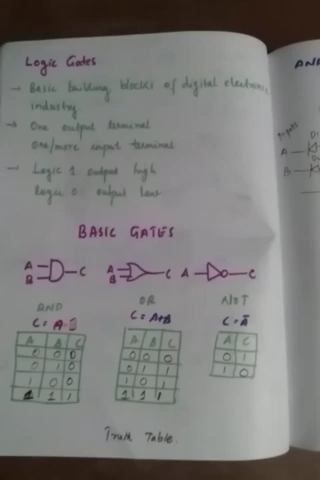 Logic Gates
→ Basic building blocks of digital electronic
industry
→ One output terminal
one/more input terminal
→ Logic 1 output high
Logic 0 output low
BASIC GATES
A B C
A B C
A C
AND
OR
NOT
C = A·B
C = A+B
C = Ā
A B C
0 0 0
0 1 0
1 0 0
1 1 1
A B C
0 0 0
0 1 1
1 0 1
1 1 1
A C
0 1
1 0
Truth Table.
AN
A
B